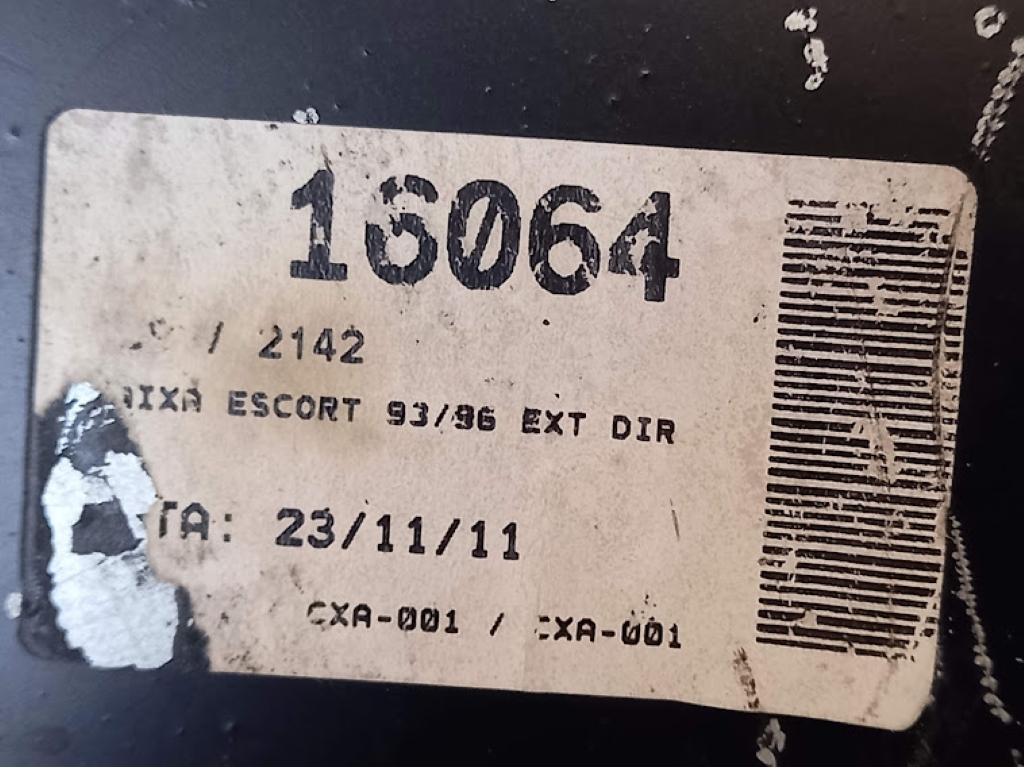 16064
/ 2142
AIXA ESCORT 93/96 EXT DIR
TA: 23/11/11
CXA-001 / CXA-001